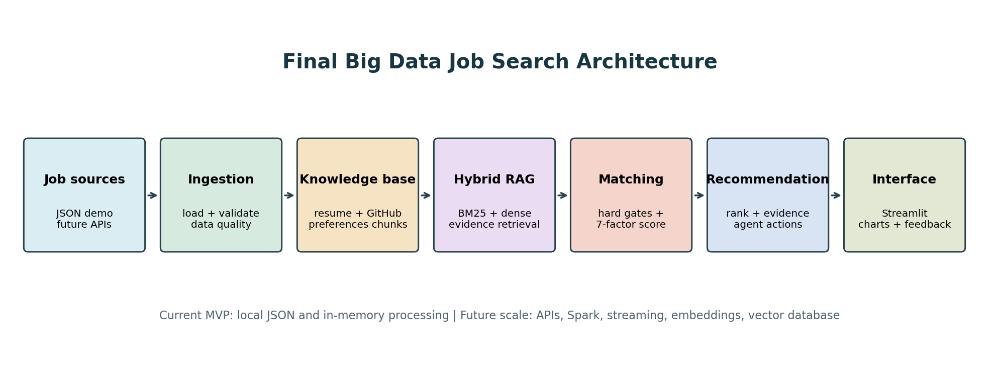 Final Big Data Job Search Architecture
Job sources
JSON demo
future APIs
Ingestion
load + validate
data quality
Knowledge base
resume + GitHub
preferences chunks
Hybrid RAG
BM25 + dense
evidence retrieval
Matching
hard gates +
7-factor score
Recommendation
rank + evidence
agent actions
Interface
Streamlit
charts + feedback
Current MVP: local JSON and in-memory processing | Future scale: APIs, Spark, streaming, embeddings, vector database